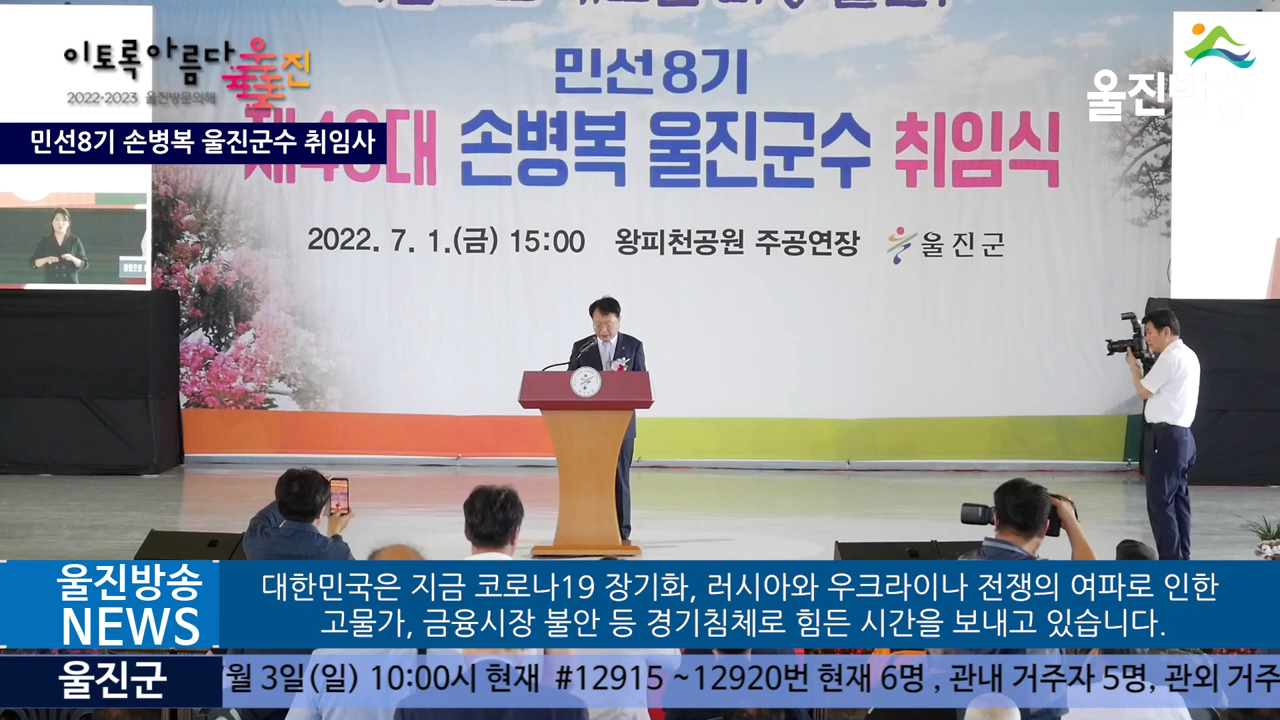 이토록 아름다육울진
2022·2023 울진방문의해
울진방송
민선8기
제48대 손병복 울진군수 취임식
민선8기 손병복 울진군수 취임사
2022. 7. 1.(금) 15:00 왕피천공원 주공연장 울진군
울진방송
NEWS
대한민국은 지금 코로나19 장기화, 러시아와 우크라이나 전쟁의 여파로 인한
고물가, 금융시장 불안 등 경기침체로 힘든 시간을 보내고 있습니다.
울진군
월 3일(일) 10:00시 현재 #12915 ~12920번 현재 6명 , 관내 거주자 5명, 관외 거주